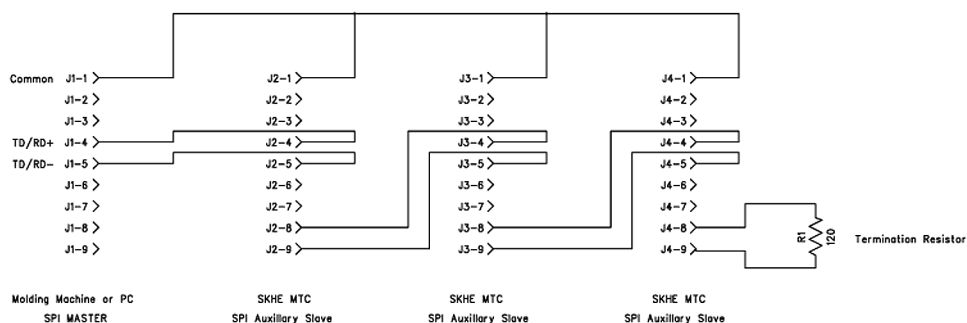 Common J1-1 J2-1 J3-1 J4-1
J1-2 J2-2 J3-2 J4-2
J1-3 J2-3 J3-3 J4-3
TD/RD+ J1-4 J2-4 J3-4 J4-4
TD/RD- J1-5 J2-5 J3-5 J4-5
J1-6 J2-6 J3-6 J4-6
J1-7 J2-7 J3-7 J4-7
J1-8 J2-8 J3-8 J4-8
J1-9 J2-9 J3-9 J4-9
R1
120
Termination Resistor
Molding Machine or PC SKHE MTC SKHE MTC SKHE MTC
SPI MASTER SPI Auxillary Slave SPI Auxillary Slave SPI Auxillary Slave